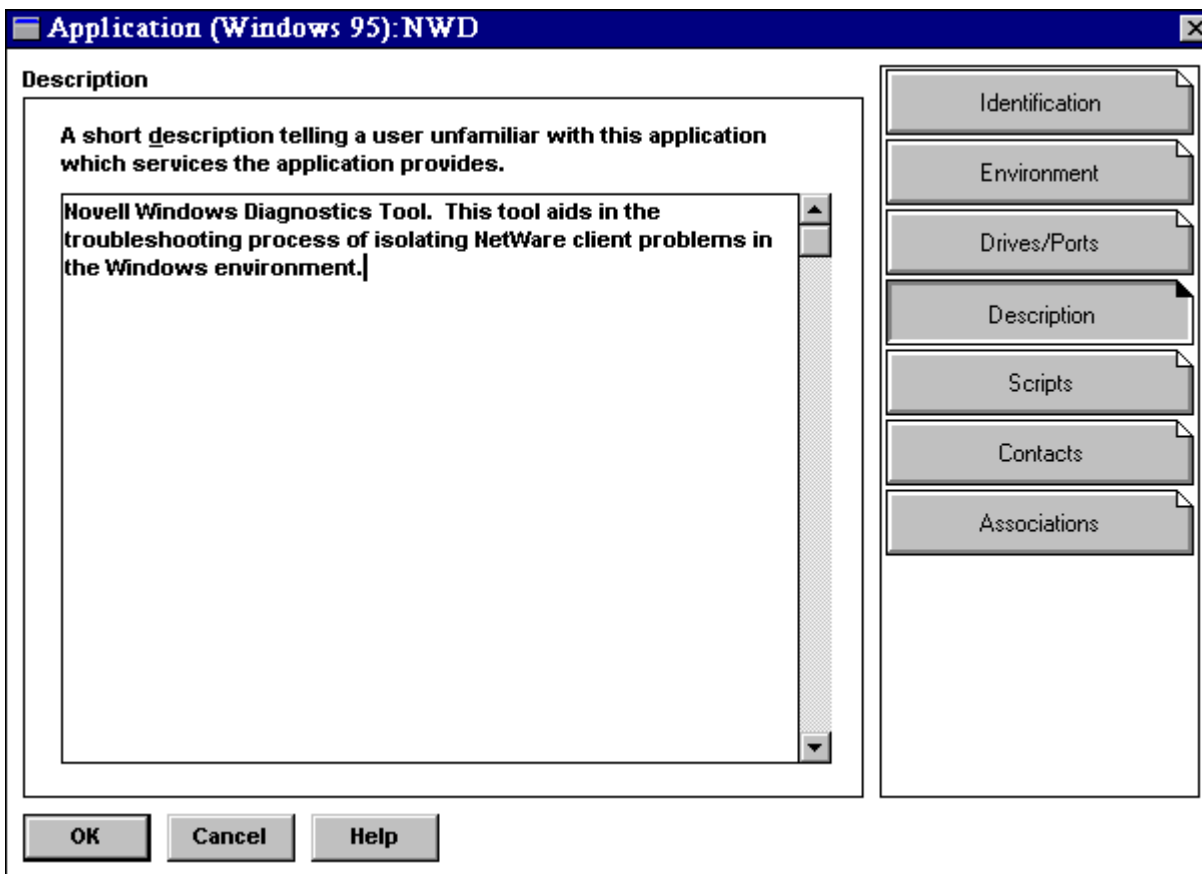 Application (Windows 95):NWD
Description
A short description telling a user unfamiliar with this application
which services the application provides.
Novell Windows Diagnostics Tool.  This tool aids in the
troubleshooting process of isolating NetWare client problems in
the Windows environment.
Identification
Environment
Drives/Ports
Description
Scripts
Contacts
Associations
OK
Cancel
Help